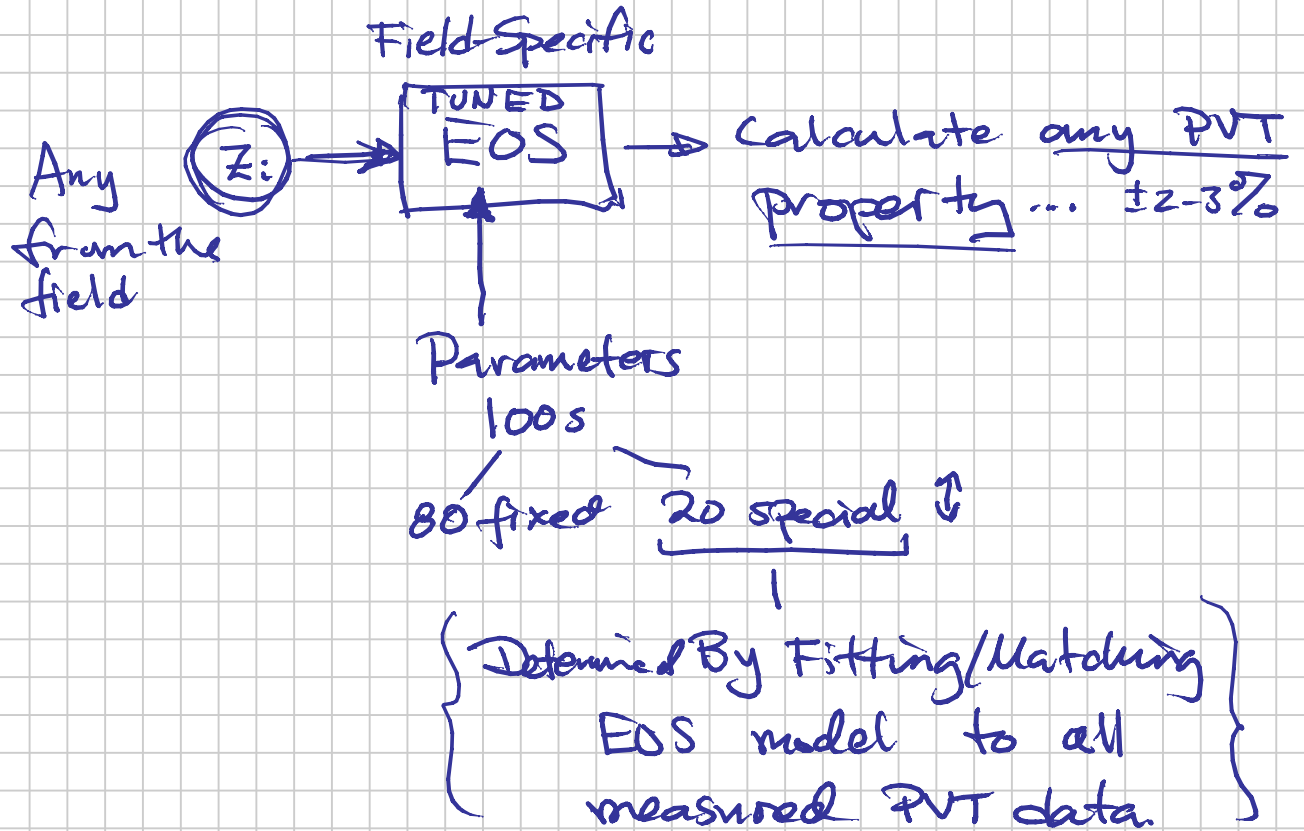 Field-Specific
TUNED
EOS
Any
from the
field
Zi
Calculate any PVT
property... ±2-3%
Parameters
100s
80 fixed
20 special
Determined By Fitting/Matching
EOS model to all
measured PVT data.